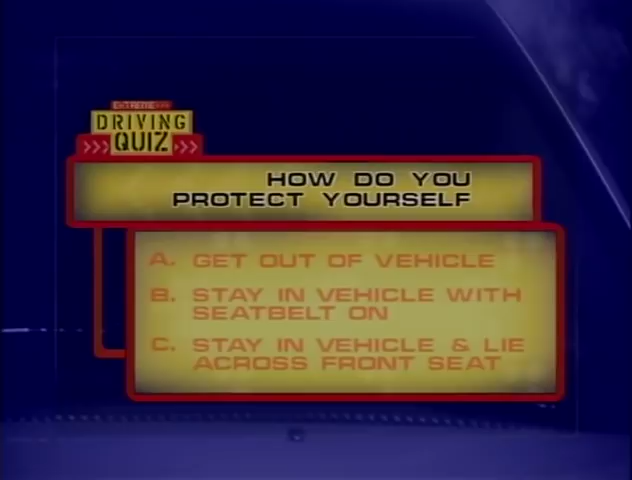 EXTREME
DRIVING
QUIZ
HOW DO YOU
PROTECT YOURSELF
A. GET OUT OF VEHICLE
B. STAY IN VEHICLE WITH
SEATBELT ON
C. STAY IN VEHICLE & LIE
ACROSS FRONT SEAT